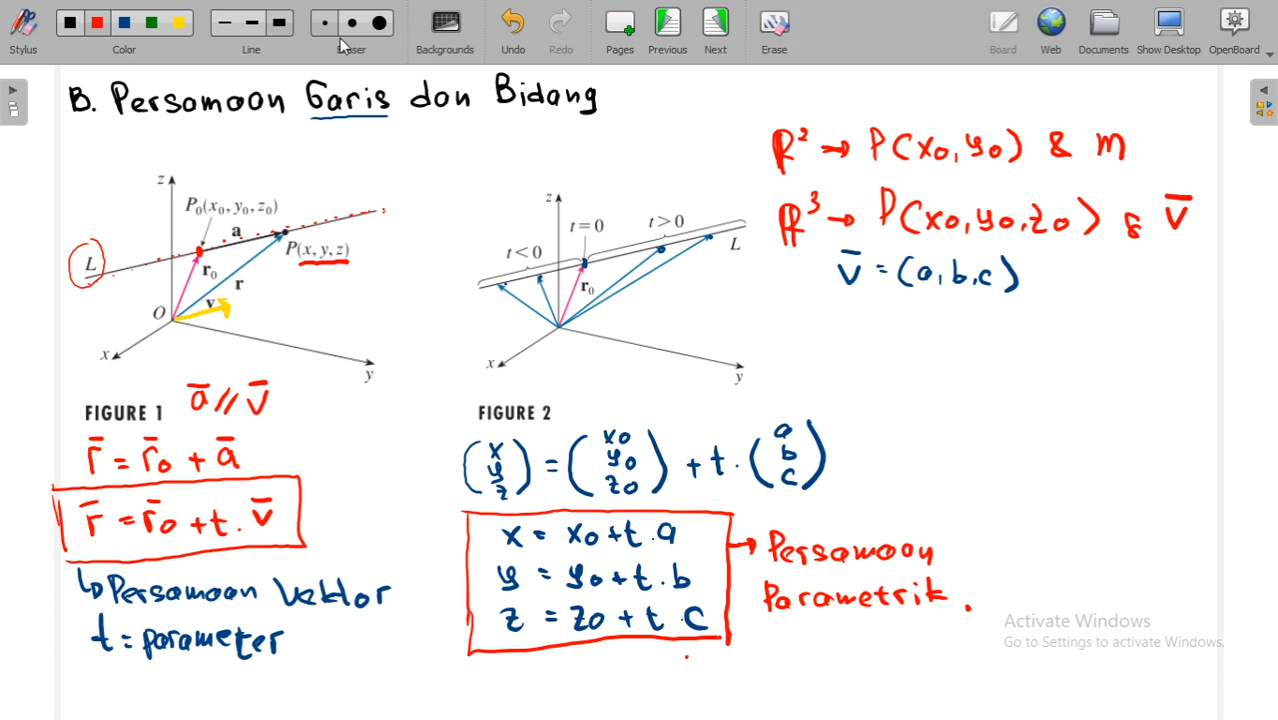 Stylus
Color
Line
Eraser
Backgrounds
Undo
Redo
Pages
Previous
Next
Erase
Board
Web
Documents
Show Desktop
OpenBoard
B. Persamaan Garis dan Bidang
R² → P(x₀,y₀) & m
R³ → P(x₀,y₀,z₀) & v̅
v̅ = (a,b,c)
z
P₀(x₀, y₀, z₀)
a
P(x, y, z)
L
r₀
r
v
O
x
y
FIGURE 1
z
t=0
t>0
t<0
L
r₀
x
y
FIGURE 2
a̅ // v̅
r̅ = r̅₀ + a̅
r̅ = r̅₀ + t. v̅
↳ Persamaan Vektor
t = parameter
(x y z) = (x₀ y₀ z₀) + t. (a b c)
x = x₀ + t.a
y = y₀ + t.b
z = z₀ + t.c
→ Persamaan
Parametrik.
Activate Windows
Go to Settings to activate Windows.